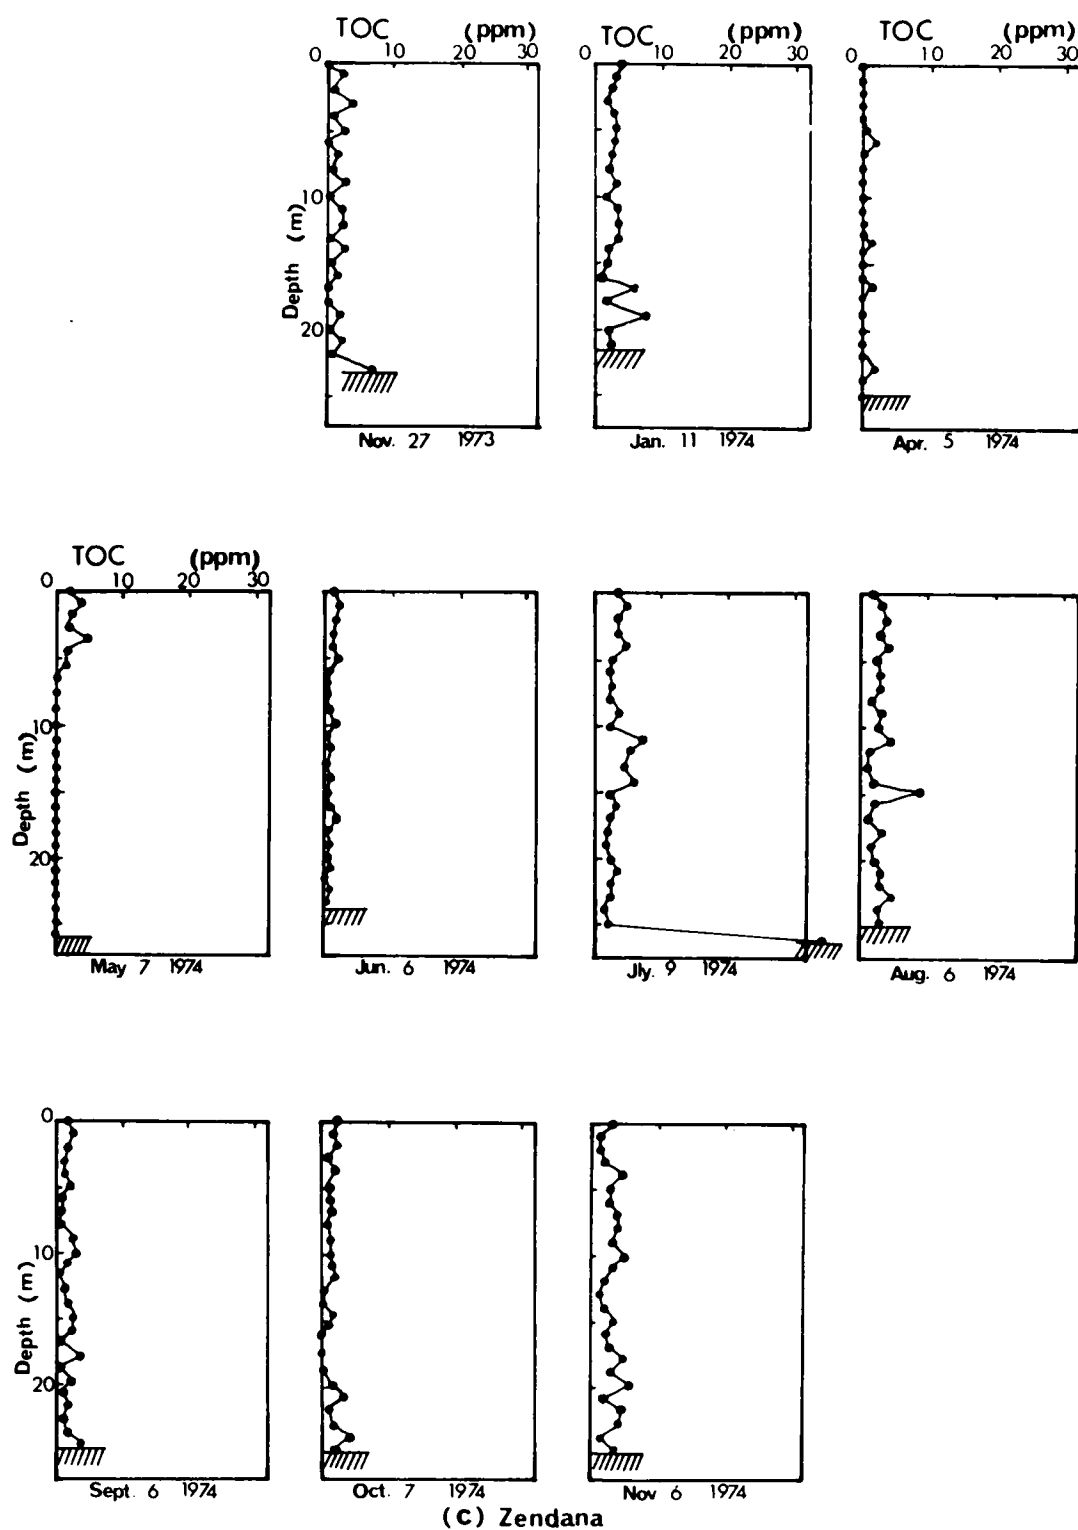 TOC (ppm) TOC (ppm) TOC (ppm)
0 10 20 30 0 10 20 30 0 10 20 30
Depth (m)
10
20
Nov. 27 1973 Jan. 11 1974 Apr. 5 1974
TOC (ppm)
0 10 20 30
Depth (m)
10
20
May 7 1974 Jun. 6 1974 Jly. 9 1974 Aug. 6 1974
0
Depth (m)
10
20
Sept. 6 1974 Oct. 7 1974 Nov 6 1974
(c) Zendana